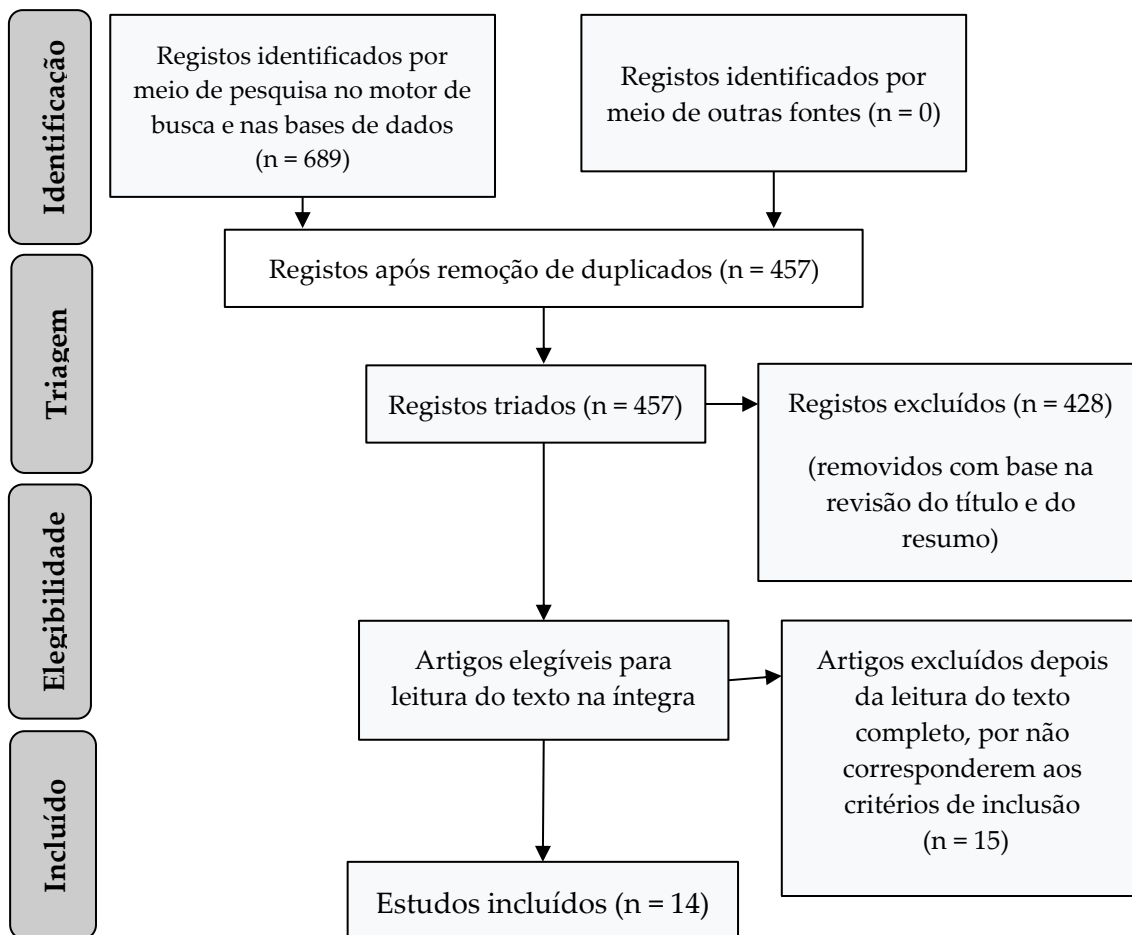 Identificação
Registos identificados por
meio de pesquisa no motor de
busca e nas bases de dados
(n = 689)
Registos identificados por
meio de outras fontes (n = 0)
Registos após remoção de duplicados (n = 457)
Triagem
Registos triados (n = 457)
Registos excluídos (n = 428)
(removidos com base na
revisão do título e do
resumo)
Elegibilidade
Artigos elegíveis para
leitura do texto na íntegra
Artigos excluídos depois
da leitura do texto
completo, por não
corresponderem aos
critérios de inclusão
(n = 15)
Incluído
Estudos incluídos (n = 14)